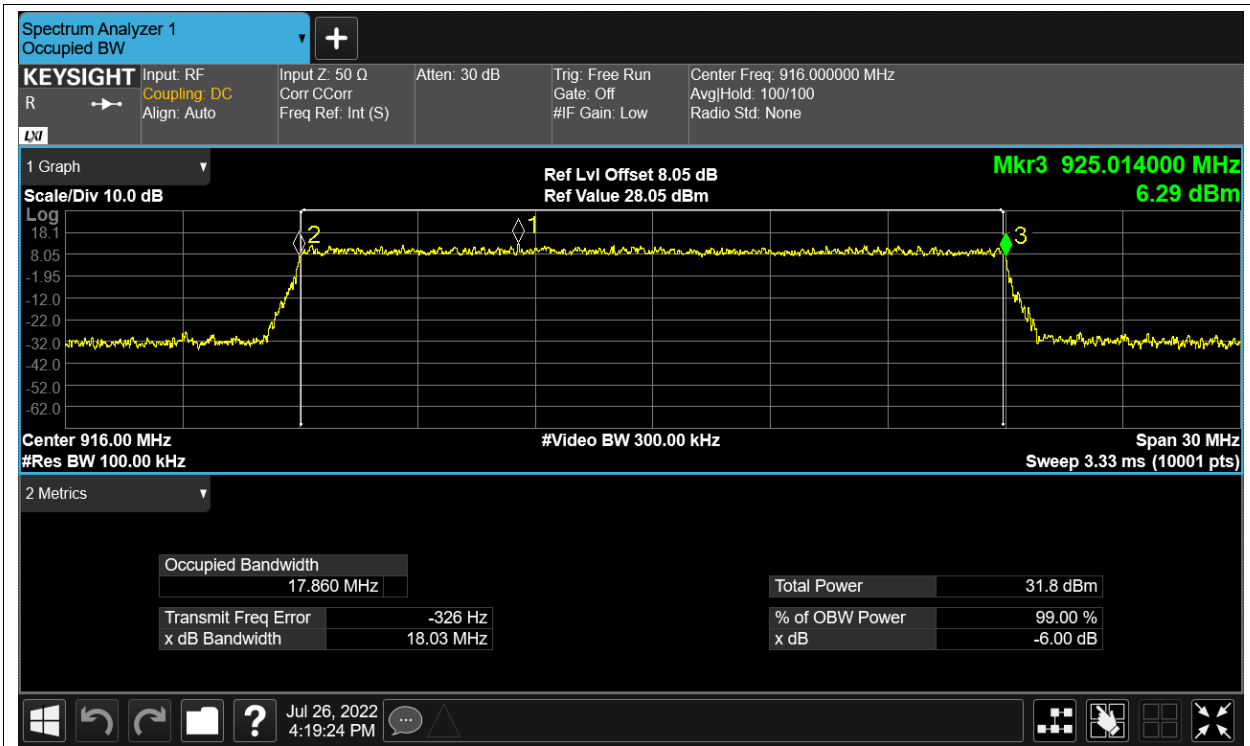 Spectrum Analyzer 1
Occupied BW
▼
+
KEYSIGHT
R
LXI
Input: RF
Coupling: DC
Align: Auto
Input Z: 50 Ω
Corr CCorr
Freq Ref: Int (S)
Atten: 30 dB
Trig: Free Run
Gate: Off
#IF Gain: Low
Center Freq: 916.000000 MHz
Avg|Hold: 100/100
Radio Std: None
1 Graph ▼
Scale/Div 10.0 dB
Ref Lvl Offset 8.05 dB
Ref Value 28.05 dBm
Mkr3 925.014000 MHz
6.29 dBm
Log
18.1
8.05
-1.95
-12.0
-22.0
-32.0
-42.0
-52.0
-62.0
2
1
3
Center 916.00 MHz
#Res BW 100.00 kHz
#Video BW 300.00 kHz
Span 30 MHz
Sweep 3.33 ms (10001 pts)
2 Metrics ▼
Occupied Bandwidth
17.860 MHz
Transmit Freq Error -326 Hz
x dB Bandwidth 18.03 MHz
Total Power 31.8 dBm
% of OBW Power 99.00 %
x dB -6.00 dB
?
Jul 26, 2022
4:19:24 PM